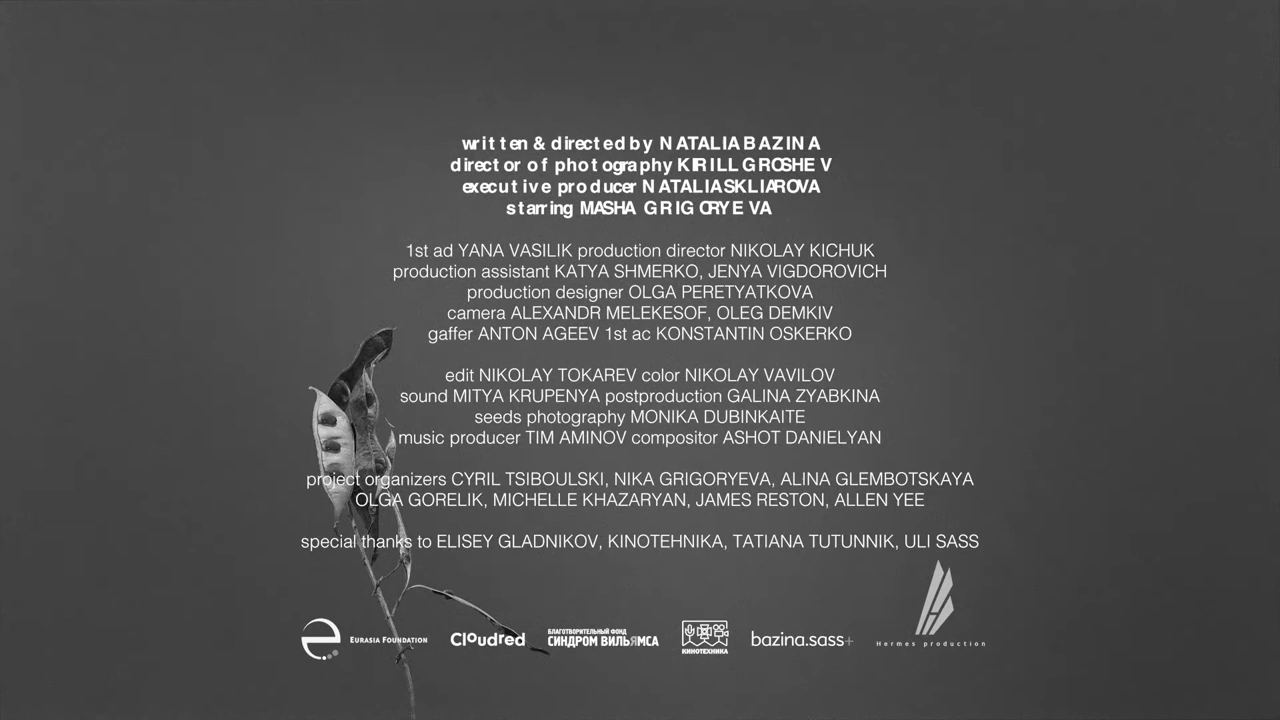 written & directed by NATALIA BAZINA
director of photography KIRILL GROSHEV
executive producer NATALIA SKLIAROVA
starring MASHA GRIGORYEVA
1st ad YANA VASILIK production director NIKOLAY KICHUK
production assistant KATYA SHMERKO, JENYA VIGDOROVICH
production designer OLGA PERETYATKOVA
camera ALEXANDR MELEKESOF, OLEG DEMKIV
gaffer ANTON AGEEV 1st ac KONSTANTIN OSKERKO
edit NIKOLAY TOKAREV color NIKOLAY VAVILOV
sound MITYA KRUPENYA postproduction GALINA ZYABKINA
seeds photography MONIKA DUBINKAITE
music producer TIM AMINOV compositor ASHOT DANIELYAN
project organizers CYRIL TSIBOULSKI, NIKA GRIGORYEVA, ALINA GLEMBOTSKAYA
OLGA GORELIK, MICHELLE KHAZARYAN, JAMES RESTON, ALLEN YEE
special thanks to ELISEY GLADNIKOV, KINOTEHNIKA, TATIANA TUTUNNIK, ULI SASS
EURASIA FOUNDATION
Cloudred
БЛАГОТВОРИТЕЛЬНЫЙ ФОНД
СИНДРОМ ВИЛЬЯМСА
КИНОТЕХНИКА
bazina.sass+
Hermes production